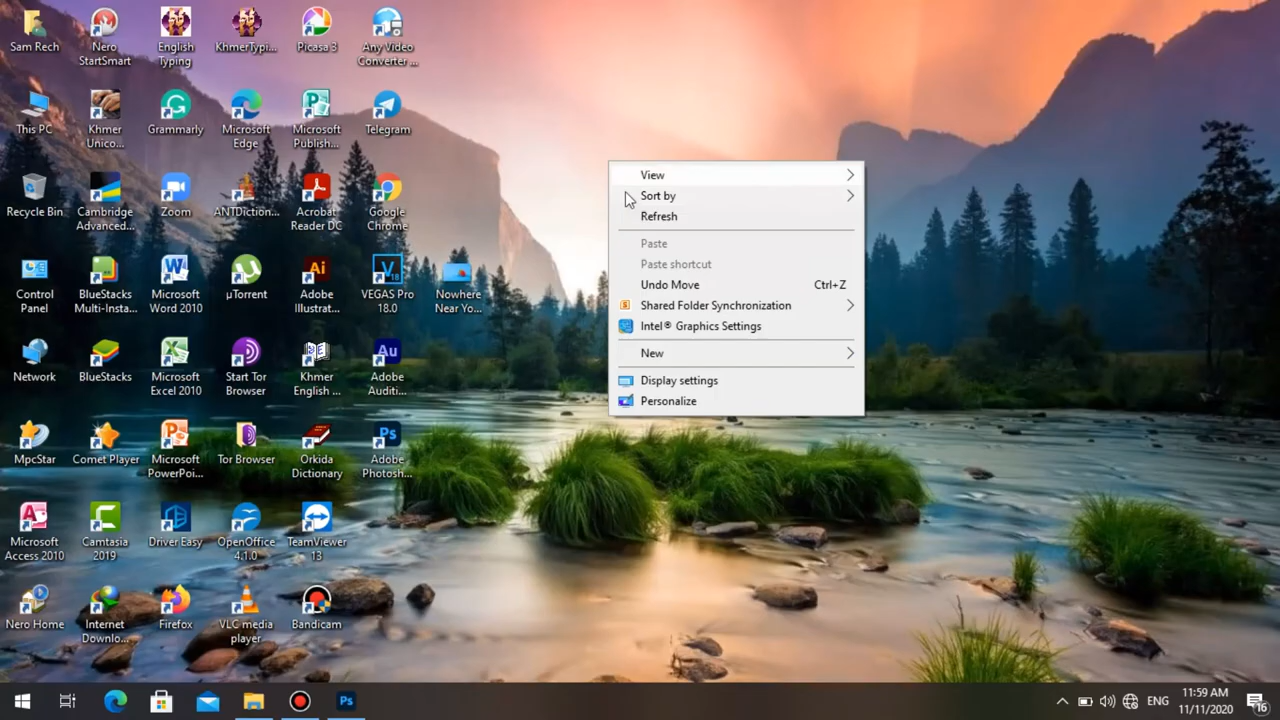 Sam Rech
Nero
StartSmart
English
Typing
KhmerTypi...
Picasa 3
Any Video
Converter ...
This PC
Khmer
Unico...
Grammarly
Microsoft
Edge
Microsoft
Publish...
Telegram
Recycle Bin
Cambridge
Advanced...
Zoom
ANTDiction...
Acrobat
Reader DC
Google
Chrome
Control
Panel
BlueStacks
Multi-Insta...
Microsoft
Word 2010
µTorrent
Adobe
Illustrat...
VEGAS Pro
18.0
Nowhere
Near Yo...
Network
BlueStacks
Microsoft
Excel 2010
Start Tor
Browser
Khmer
English ...
Adobe
Auditi...
MpcStar
Comet Player
Microsoft
PowerPoi...
Tor Browser
Orkida
Dictionary
Adobe
Photosh...
Microsoft
Access 2010
Camtasia
2019
Driver Easy
OpenOffice
4.1.0
TeamViewer
13
Nero Home
Internet
Downlo...
Firefox
VLC media
player
Bandicam
View
Sort by
Refresh
Paste
Paste shortcut
Undo Move Ctrl+Z
Shared Folder Synchronization
Intel® Graphics Settings
New
Display settings
Personalize
ENG
11:59 AM
11/11/2020
16